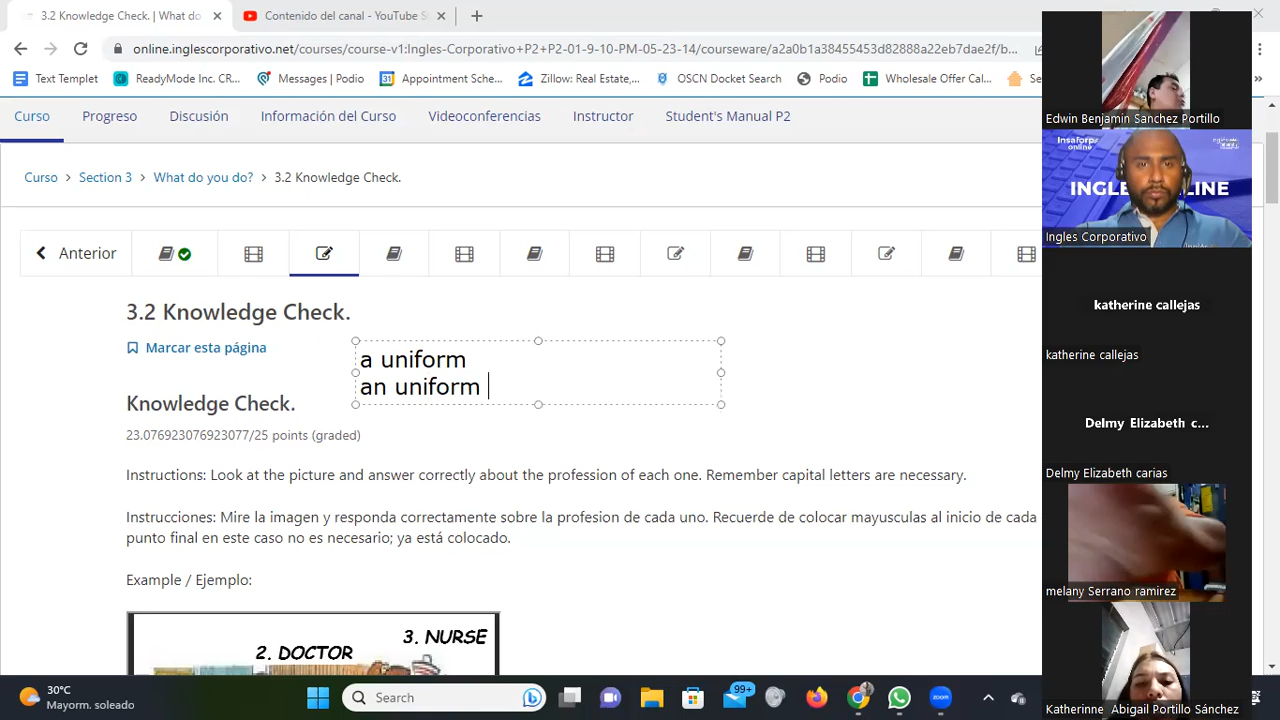 3.2 Knowledge Check. | What do
Contenido del canal - YouTube S
online.inglescorporativo.net/courses/course-v1:Ingles-Corporativo+P2+P2-01-9-10-PM-05-23-14/courseware/a2a0b1a38455453d82888a22eb7dae2f/b...
Text Templet
ReadyMode Inc. CR...
Messages | Podio
Appointment Sche...
Zillow: Real Estate,...
OSCN Docket Search
Podio
Wholesale Offer Cal...
Se
Curso
Progreso
Discusión
Información del Curso
Videoconferencias
Instructor
Student's Manual P2
Curso > Section 3 > What do you do? > 3.2 Knowledge Check.
Anterior
3.2 Knowledge Check.
Marcar esta página
a uniform
an uniform
Knowledge Check.
23.076923076923077/25 points (graded)
Instructions: Look at the picture and answer correctly about the profession of each one. Remember capital letters are necessary.
Instrucciones: Mire la imagen y responda correctamente sobre la profesion de cada uno. Recuerde de colocar mayusculas al inicio de cada
punto final en este caso no es necesario; ya está colocado.
Example / Ejemplo:
3. NURSE
2. DOCTOR
30°C
Mayorm. soleado
Search
99+
zoom
Edwin Benjamin Sanchez Portillo
Insaforp
online
INGLE
LINE
Ingles Corporativo
katherine callejas
katherine callejas
Delmy Elizabeth c...
Delmy Elizabeth carias
melany Serrano ramirez
Katherinne Abigail Portillo Sánchez